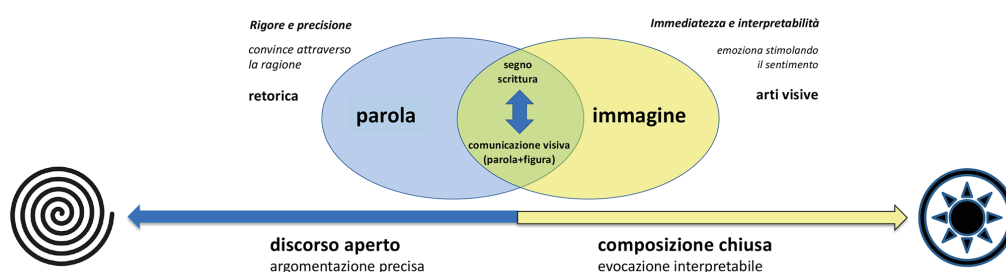 Rigore e precisione
convince attraverso
la ragione
retorica
parola
segno
scrittura
comunicazione visiva
(parola+figura)
immagine
Immediatezza e interpretabilità
emoziona stimolando
il sentimento
arti visive
discorso aperto
argomentazione precisa
composizione chiusa
evocazione interpretabile